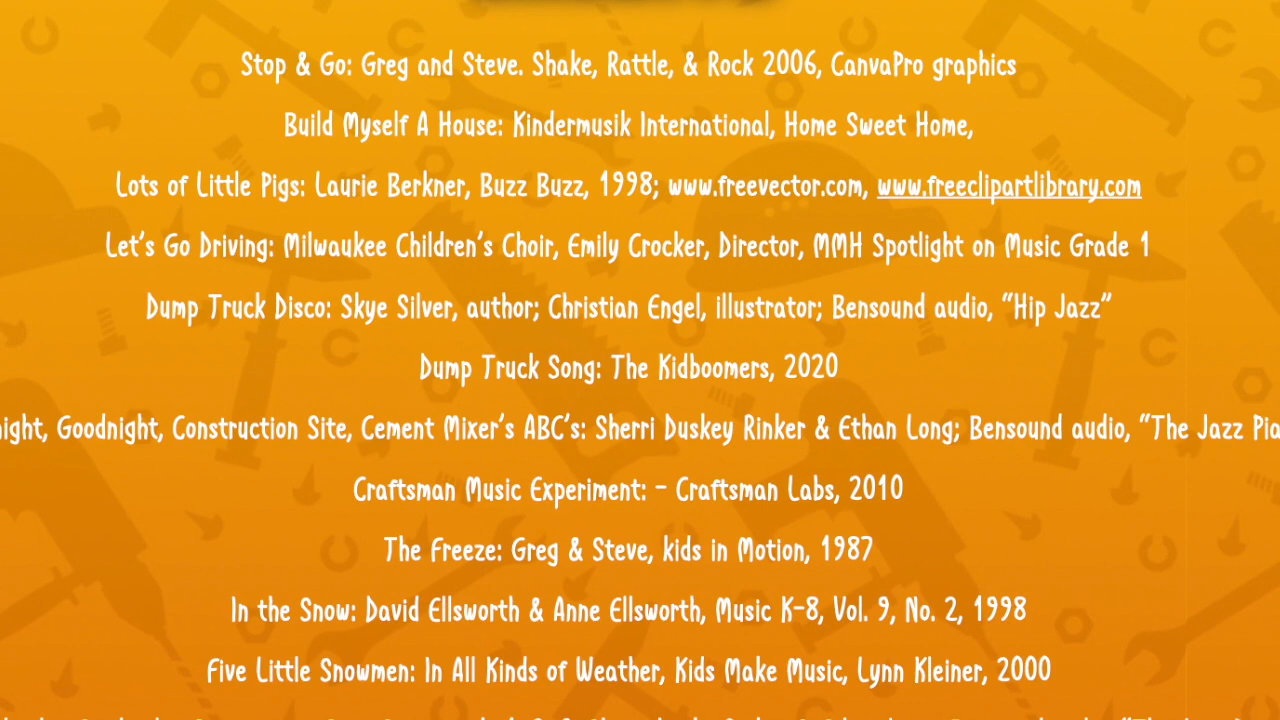 Stop & Go: Greg and Steve. Shake, Rattle, & Rock 2006, CanvaPro graphics
Build Myself A House: Kindermusik International, Home Sweet Home,
Lots of Little Pigs: Laurie Berkner, Buzz Buzz, 1998; www.freevector.com, www.freeclipartlibrary.com
Let's Go Driving: Milwaukee Children's Choir, Emily Crocker, Director, MMH Spotlight on Music Grade 1
Dump Truck Disco: Skye Silver, author; Christian Engel, illustrator; Bensound audio, "Hip Jazz"
Dump Truck Song: The Kidboomers, 2020
Goodnight, Construction Site, Cement Mixer's ABC's: Sherri Duskey Rinker & Ethan Long; Bensound audio, "The Jazz
Craftsman Music Experiment: - Craftsman Labs, 2010
The Freeze: Greg & Steve, kids in Motion, 1987
In the Snow: David Ellsworth & Anne Ellsworth, Music K-8, Vol. 9, No. 2, 1998
Five Little Snowmen: In All Kinds of Weather, Kids Make Music, Lynn Kleiner, 2000